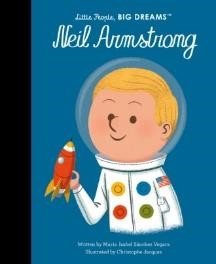 Little People, BIG DREAMS™
Neil Armstrong
Written by Maria Isabel Sánchez Vegara
Illustrated by Christophe Jacques